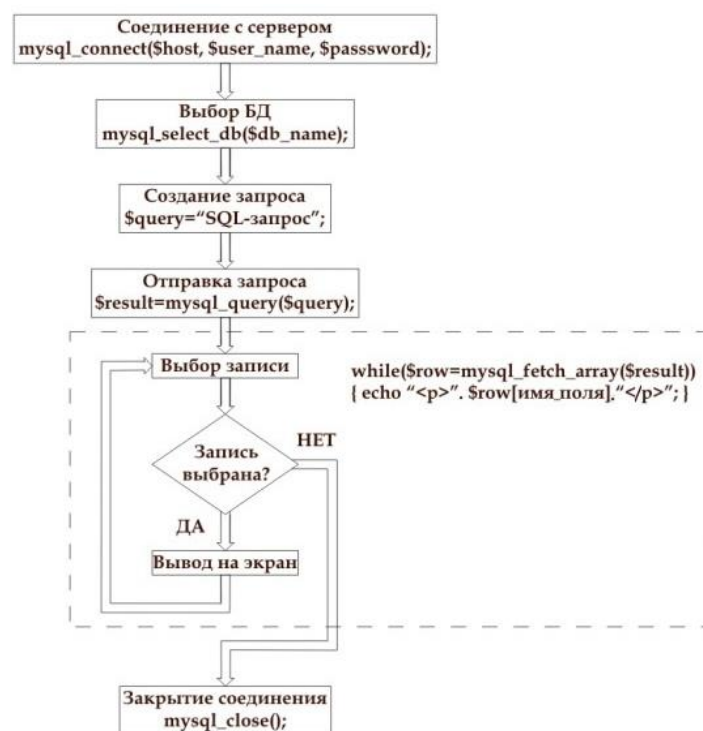 Соединение с сервером
mysql_connect($host, $user_name, $passsword);
Выбор БД
mysql_select_db($db_name);
Создание запроса
$query=“SQL-запрос”;
Отправка запроса
$result=mysql_query($query);
Выбор записи
while($row=mysql_fetch_array($result))
{ echo “<p>”. $row[имя_поля].“</p>”; }
Запись
выбрана?
НЕТ
ДА
Вывод на экран
Закрытие соединения
mysql_close();